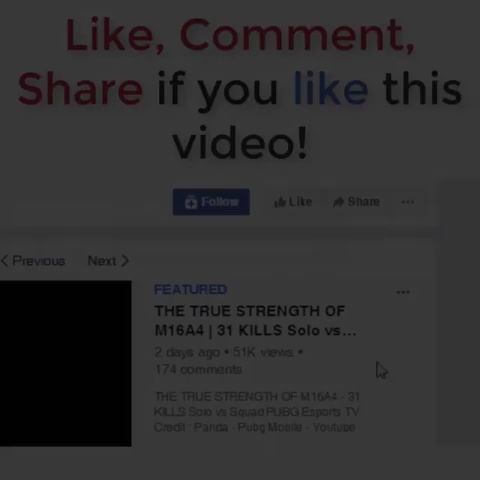 Like, Comment,
Share if you like this
video!
Follow Like Share ...
< Previous Next >
FEATURED ...
THE TRUE STRENGTH OF
M16A4 | 31 KILLS Solo vs...
2 days ago • 51K views •
174 comments
THE TRUE STRENGTH OF M16A4 - 31
KILLS Solo vs Squad PUBG Esports TV
Credit : Panda - Pubg Mobile - Youtube